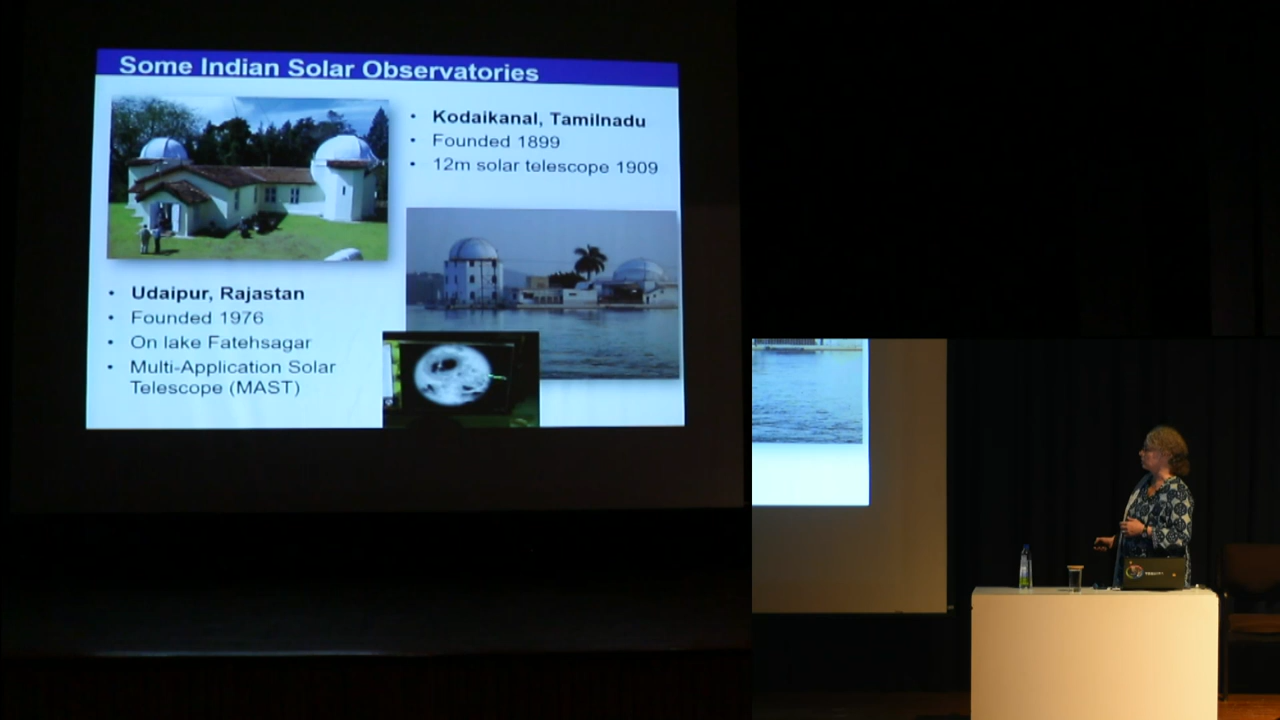 Some Indian Solar Observatories
• Kodaikanal, Tamilnadu
• Founded 1899
• 12m solar telescope 1909
• Udaipur, Rajastan
• Founded 1976
• On lake Fatehsagar
• Multi-Application Solar
Telescope (MAST)